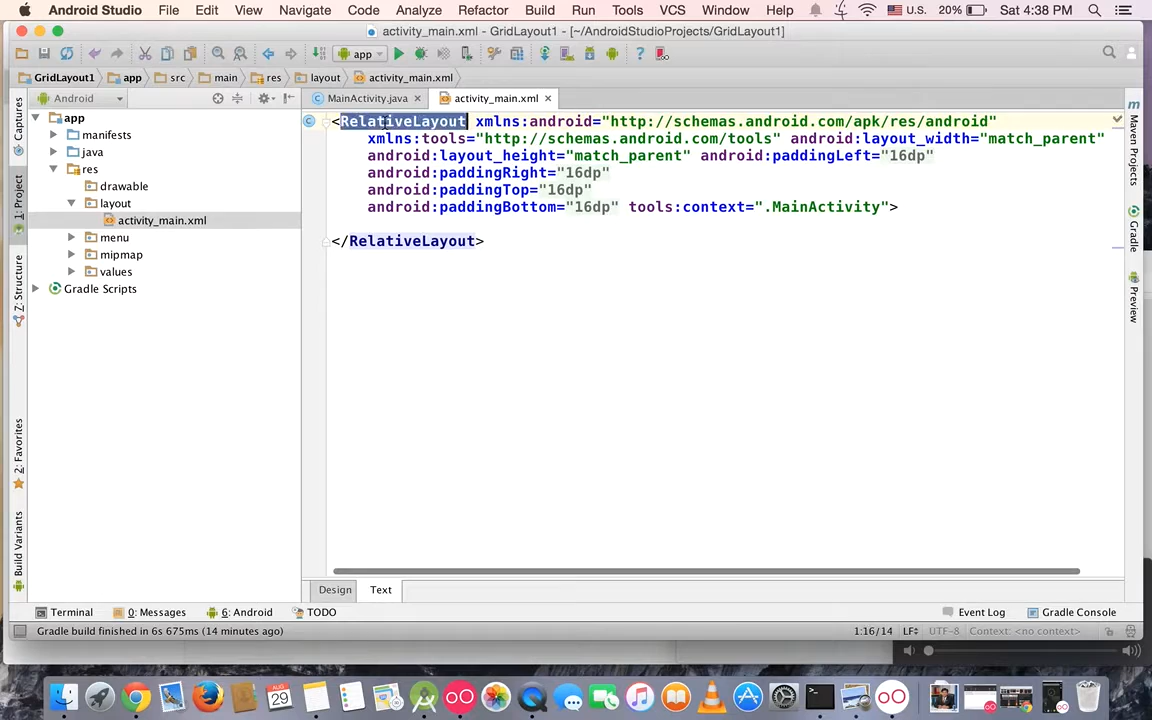 Android Studio File Edit View Navigate Code Analyze Refactor Build Run Tools VCS Window Help U.S. 20% Sat 4:38 PM
activity_main.xml - GridLayout1 - [~/AndroidStudioProjects/GridLayout1]
app
GridLayout1 app src main res layout activity_main.xml
Android MainActivity.java activity_main.xml
Captures
1: Project
Z: Structure
2: Favorites
Build Variants
app
manifests
java
res
drawable
layout
activity_main.xml
menu
mipmap
values
Gradle Scripts
<RelativeLayout xmlns:android="http://schemas.android.com/apk/res/android"
xmlns:tools="http://schemas.android.com/tools" android:layout_width="match_parent"
android:layout_height="match_parent" android:paddingLeft="16dp"
android:paddingRight="16dp"
android:paddingTop="16dp"
android:paddingBottom="16dp" tools:context=".MainActivity">
</RelativeLayout>
Maven Projects
Gradle
Preview
Design Text
Terminal 0: Messages 6: Android TODO Event Log Gradle Console
Gradle build finished in 6s 675ms (14 minutes ago) 1:16/14 LF UTF-8 Context: <no context>
AUG
29